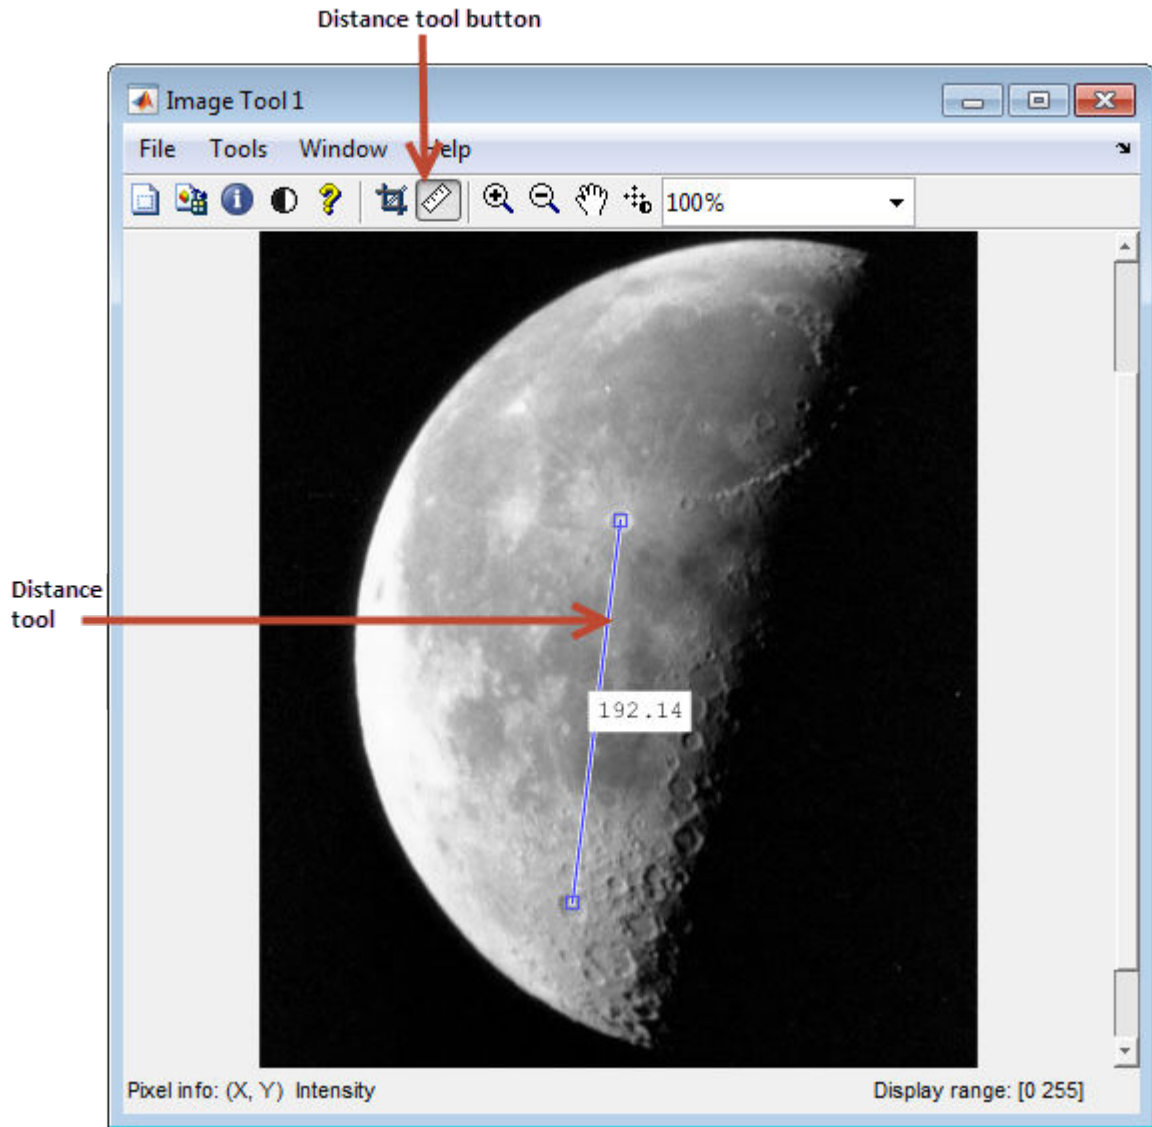 Distance tool button
Image Tool 1
File Tools Window Help
100%
Distance
tool
192.14
Pixel info: (X, Y) Intensity
Display range: [0 255]